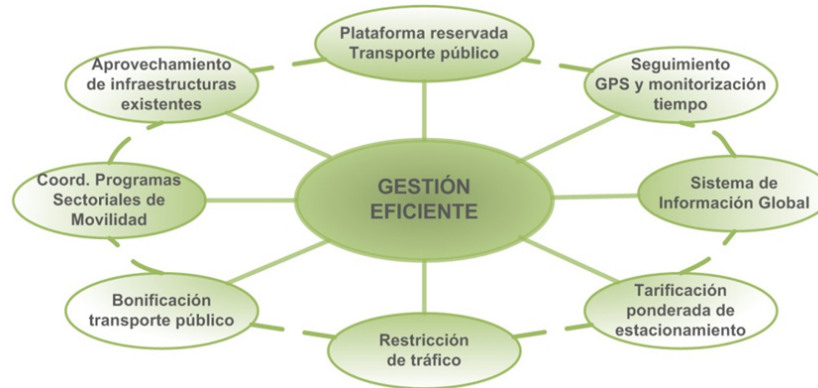 Plataforma reservada
Transporte público
Seguimiento
GPS y monitorización
tiempo
Sistema de
Información Global
Tarificación
ponderada de
estacionamiento
Restricción
de tráfico
Bonificación
transporte público
Coord. Programas
Sectoriales de
Movilidad
Aprovechamiento
de infraestructuras
existentes
GESTIÓN
EFICIENTE